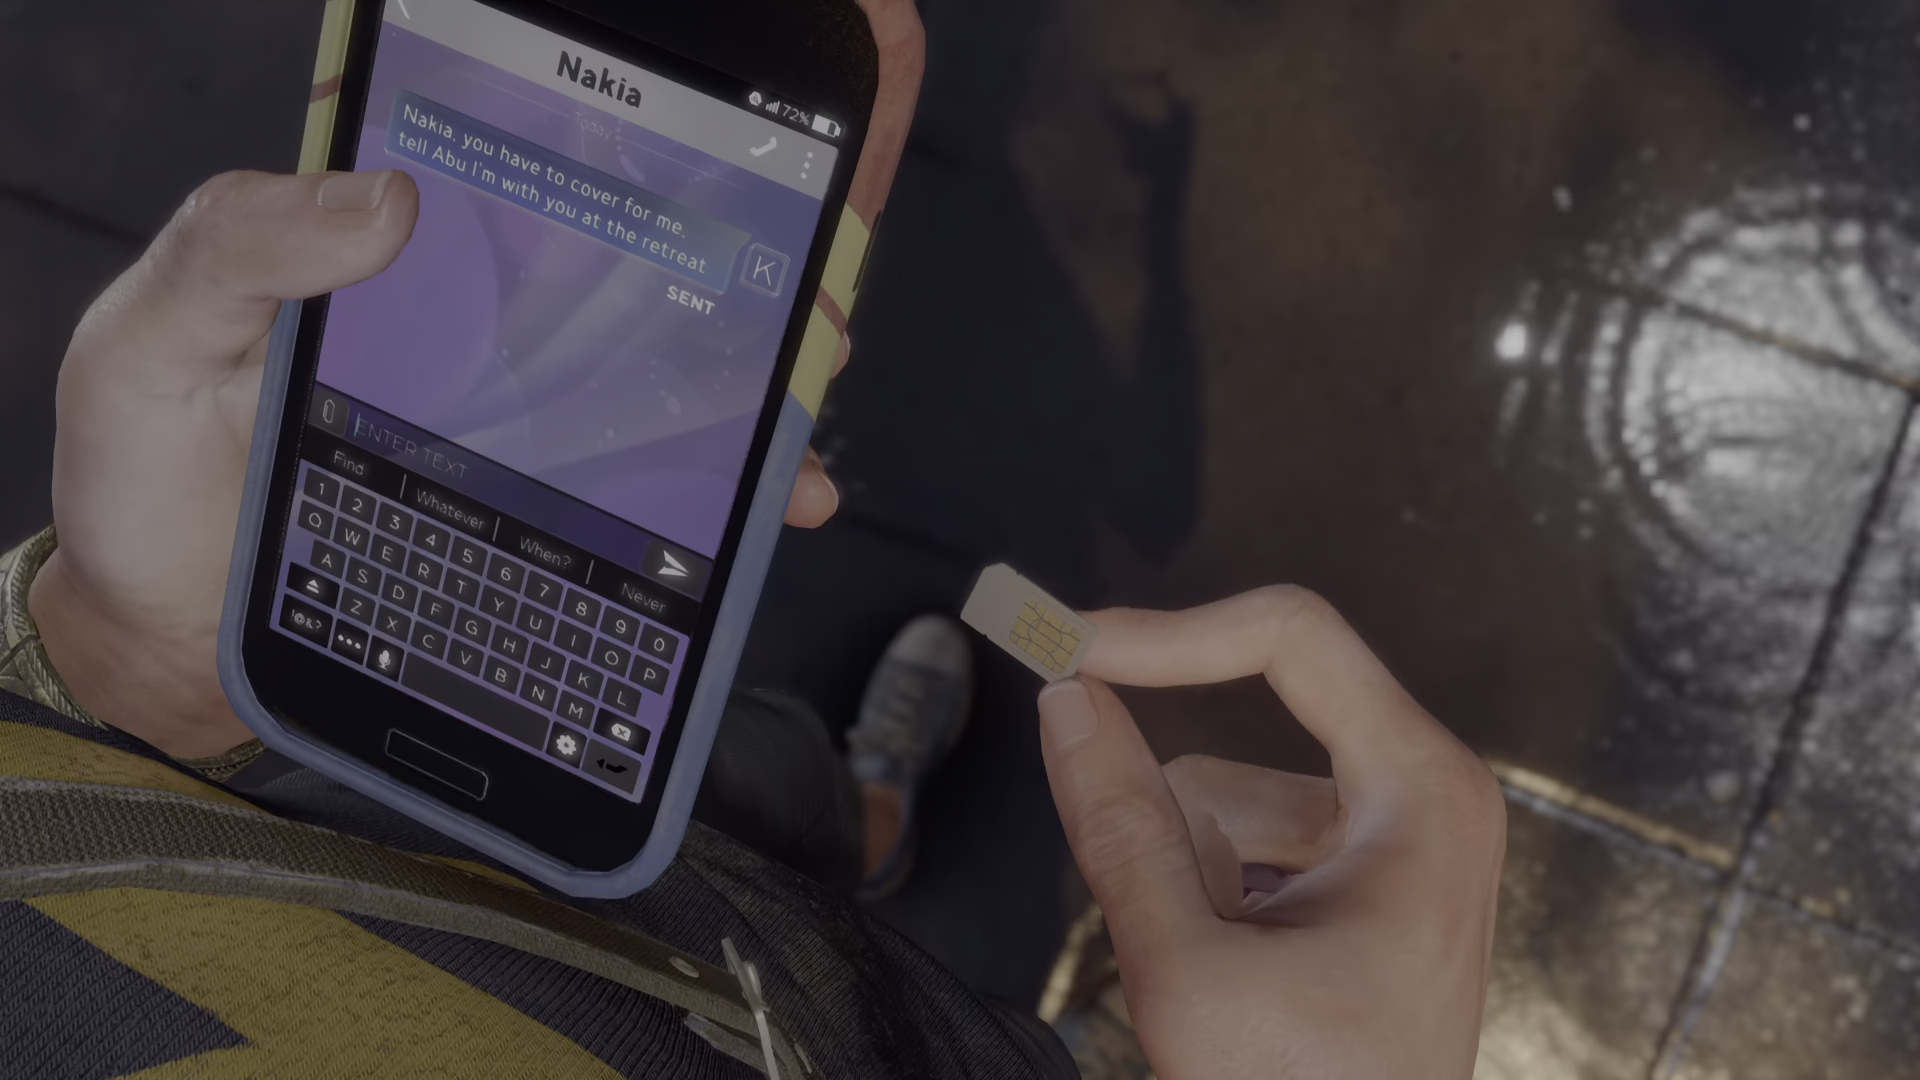 Nakia
72%
Today
Nakia, you have to cover for me,
tell Abu I'm with you at the retreat
K
SENT
ENTER TEXT
Find Whatever When? Never
1 2 3 4 5 6 7 8 9 0
O W E R T Y U I O P
A S D F G H J K L
Z X C V B N M
!@&? •••